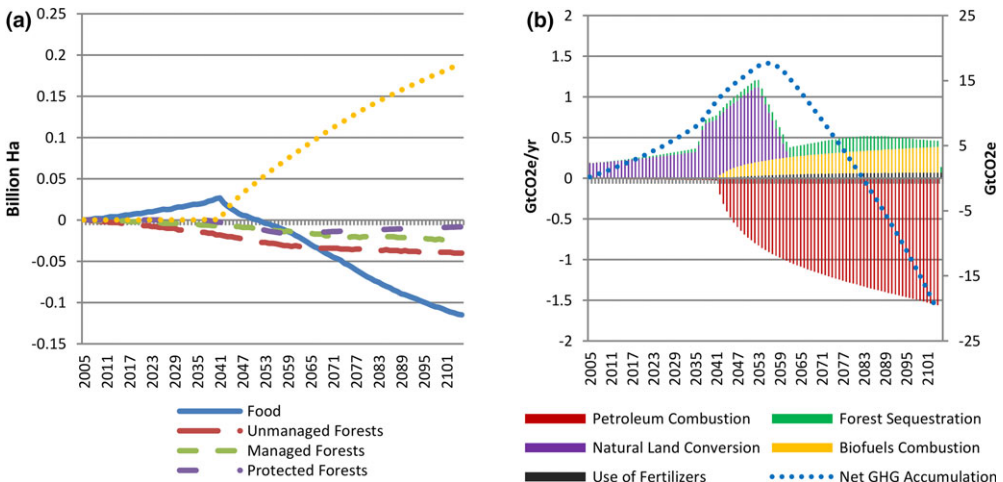 (a)
0.25
0.2
0.15
0.1
0.05
0
-0.05
-0.1
-0.15
Billion Ha
2005 2011 2017 2023 2029 2035 2041 2047 2053 2059 2065 2071 2077 2083 2089 2095 2101
Food
Unmanaged Forests
Managed Forests
Protected Forests
(b)
2
1.5
1
0.5
0
-0.5
-1
-1.5
-2
GtCO2e/yr
25
15
5
-5
-15
-25
GtCO2e
2005 2011 2017 2023 2029 2035 2041 2047 2053 2059 2065 2071 2077 2083 2089 2095 2101
Petroleum Combustion Forest Sequestration
Natural Land Conversion Biofuels Combustion
Use of Fertilizers Net GHG Accumulation